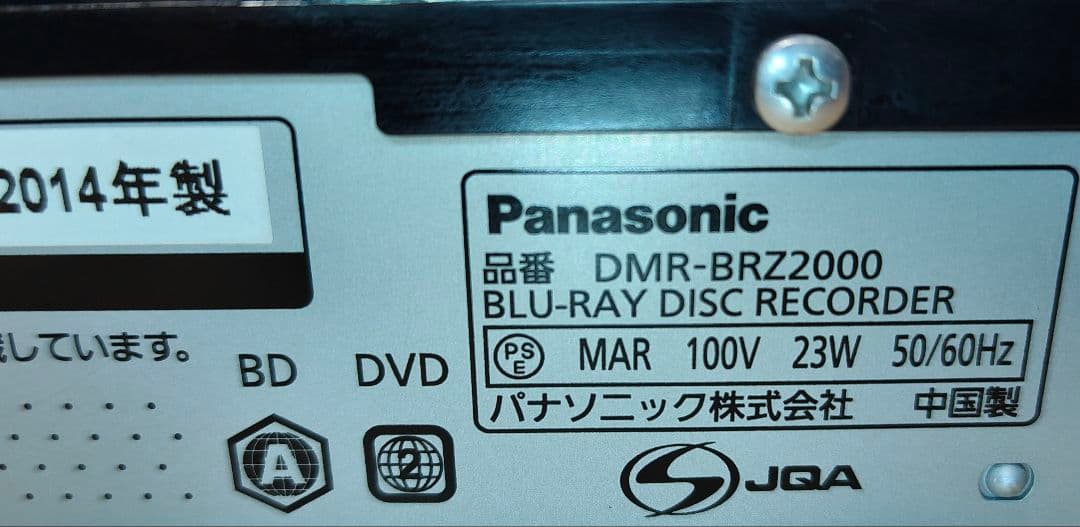 2014年製
Panasonic
品番 DMR-BRZ2000
BLU-RAY DISC RECORDER
PSE MAR 100V 23W 50/60Hz
パナソニック株式会社 中国製
しています。
BD DVD
A 2
JQA